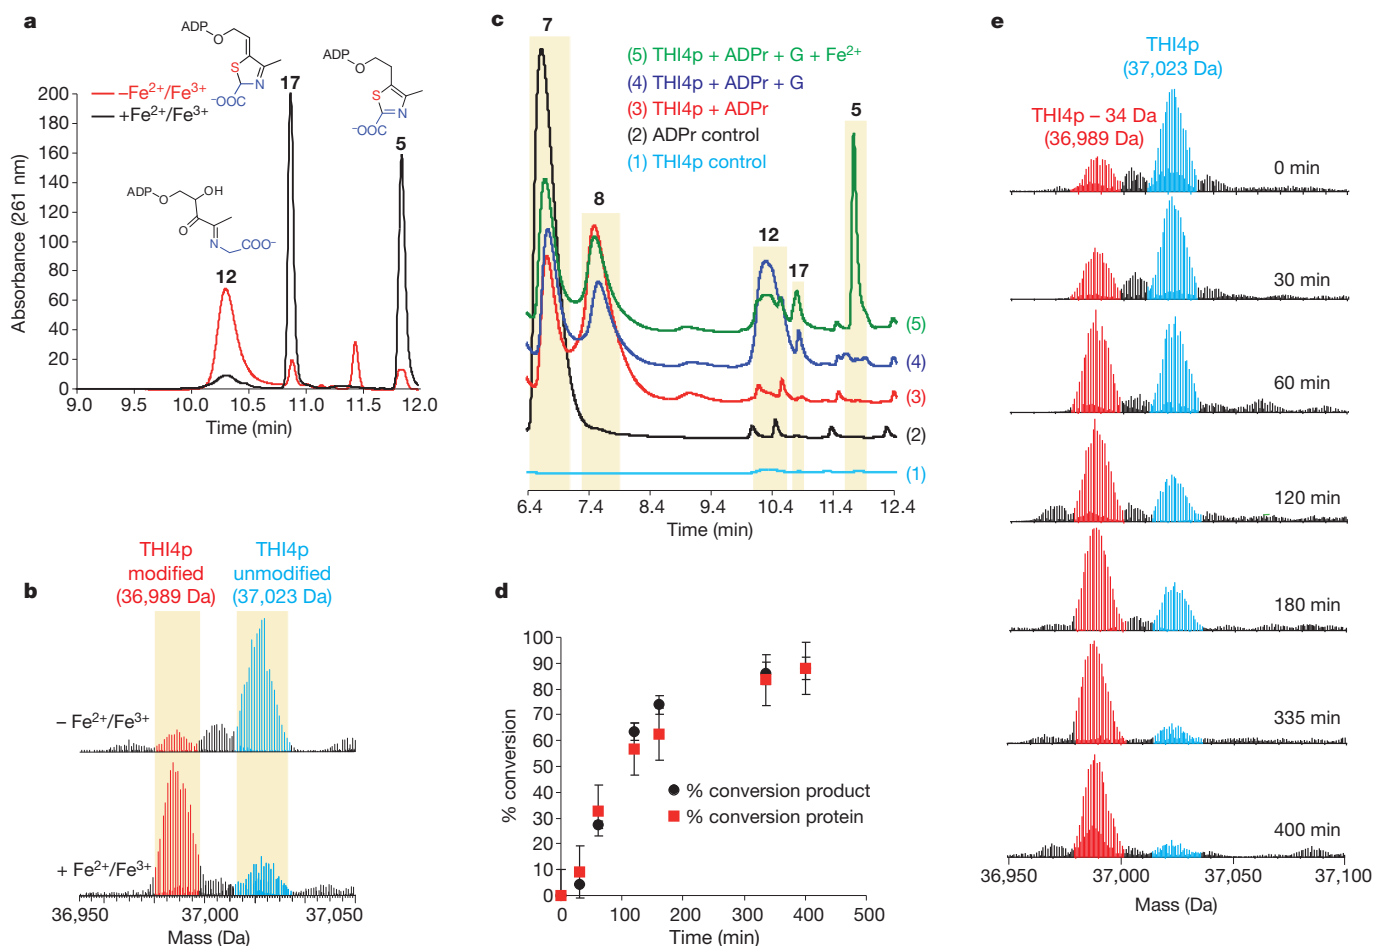 a
ADP
O
S
N
⁻OOC
17
ADP
O
S
N
⁻OOC
5
−Fe²⁺/Fe³⁺
+Fe²⁺/Fe³⁺
ADP
O
OH
O
N
COO⁻
12
Absorbance (261 nm)
200
180
160
140
120
100
80
60
40
20
0
9.0 9.5 10.0 10.5 11.0 11.5 12.0
Time (min)
b
THI4p modified (36,989 Da)
THI4p unmodified (37,023 Da)
− Fe²⁺/Fe³⁺
+ Fe²⁺/Fe³⁺
36,950 37,000 37,050
Mass (Da)
c
7
8
12
17
5
(5) THI4p + ADPr + G + Fe²⁺
(4) THI4p + ADPr + G
(3) THI4p + ADPr
(2) ADPr control
(1) THI4p control
(5)
(4)
(3)
(2)
(1)
6.4 7.4 8.4 9.4 10.4 11.4 12.4
Time (min)
d
% conversion
100
90
80
70
60
50
40
30
20
10
0
% conversion product
% conversion protein
0 100 200 300 400 500
Time (min)
e
THI4p
(37,023 Da)
THI4p – 34 Da
(36,989 Da)
0 min
30 min
60 min
120 min
180 min
335 min
400 min
36,950 37,000 37,050 37,100
Mass (Da)